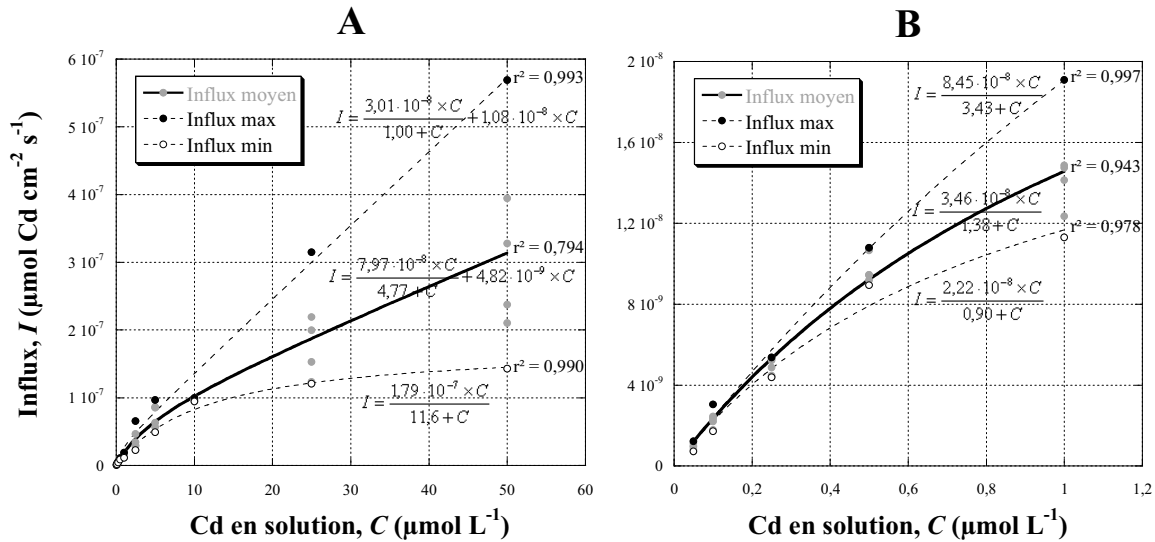 A
6 10⁻⁷
5 10⁻⁷
4 10⁻⁷
3 10⁻⁷
2 10⁻⁷
1 10⁻⁷
0
Influx, I (µmol Cd cm⁻² s⁻¹)
Influx moyen
Influx max
Influx min
r² = 0,993
I = 3,01·10⁻⁸ × C / 1,00 + C + 1,08·10⁻⁸ × C
r² = 0,794
I = 7,97·10⁻⁸ × C / 4,77 + C + 4,82·10⁻⁹ × C
r² = 0,990
I = 1,79·10⁻⁷ × C / 11,6 + C
0 10 20 30 40 50 60
Cd en solution, C (µmol L⁻¹)
B
2 10⁻⁸
1,6 10⁻⁸
1,2 10⁻⁸
8 10⁻⁹
4 10⁻⁹
0
Influx moyen
Influx max
Influx min
r² = 0,997
I = 8,45·10⁻⁸ × C / 3,43 + C
r² = 0,943
I = 3,46·10⁻⁸ × C / 1,38 + C
r² = 0,978
I = 2,22·10⁻⁸ × C / 0,90 + C
0 0,2 0,4 0,6 0,8 1 1,2
Cd en solution, C (µmol L⁻¹)